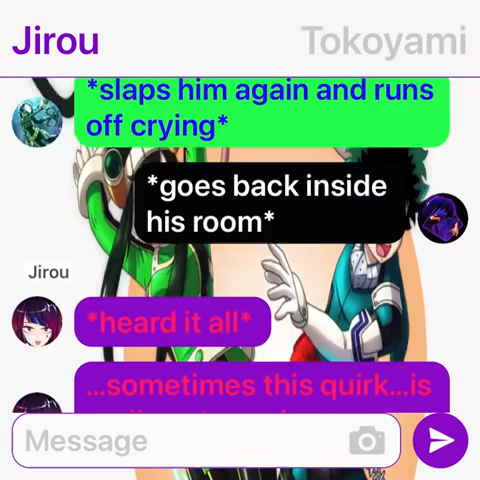 Jirou Tokoyami
*slaps him again and runs
off crying*
*goes back inside
his room*
Jirou
*heard it all*
...sometimes this quirk...is
Message